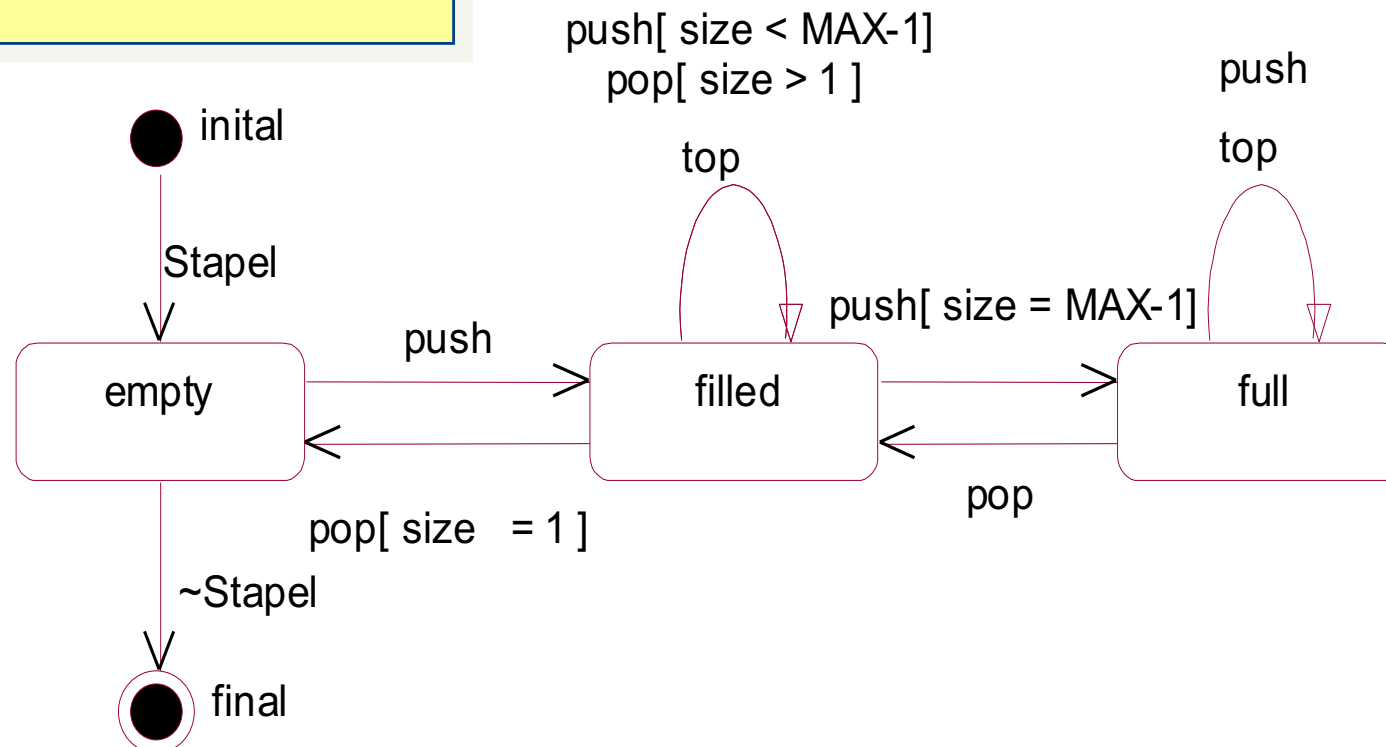 push[ size < MAX-1]
pop[ size > 1 ]
push
inital
top
top
Stapel
push[ size = MAX-1]
push
empty
filled
full
pop
pop[ size = 1 ]
~Stapel
final